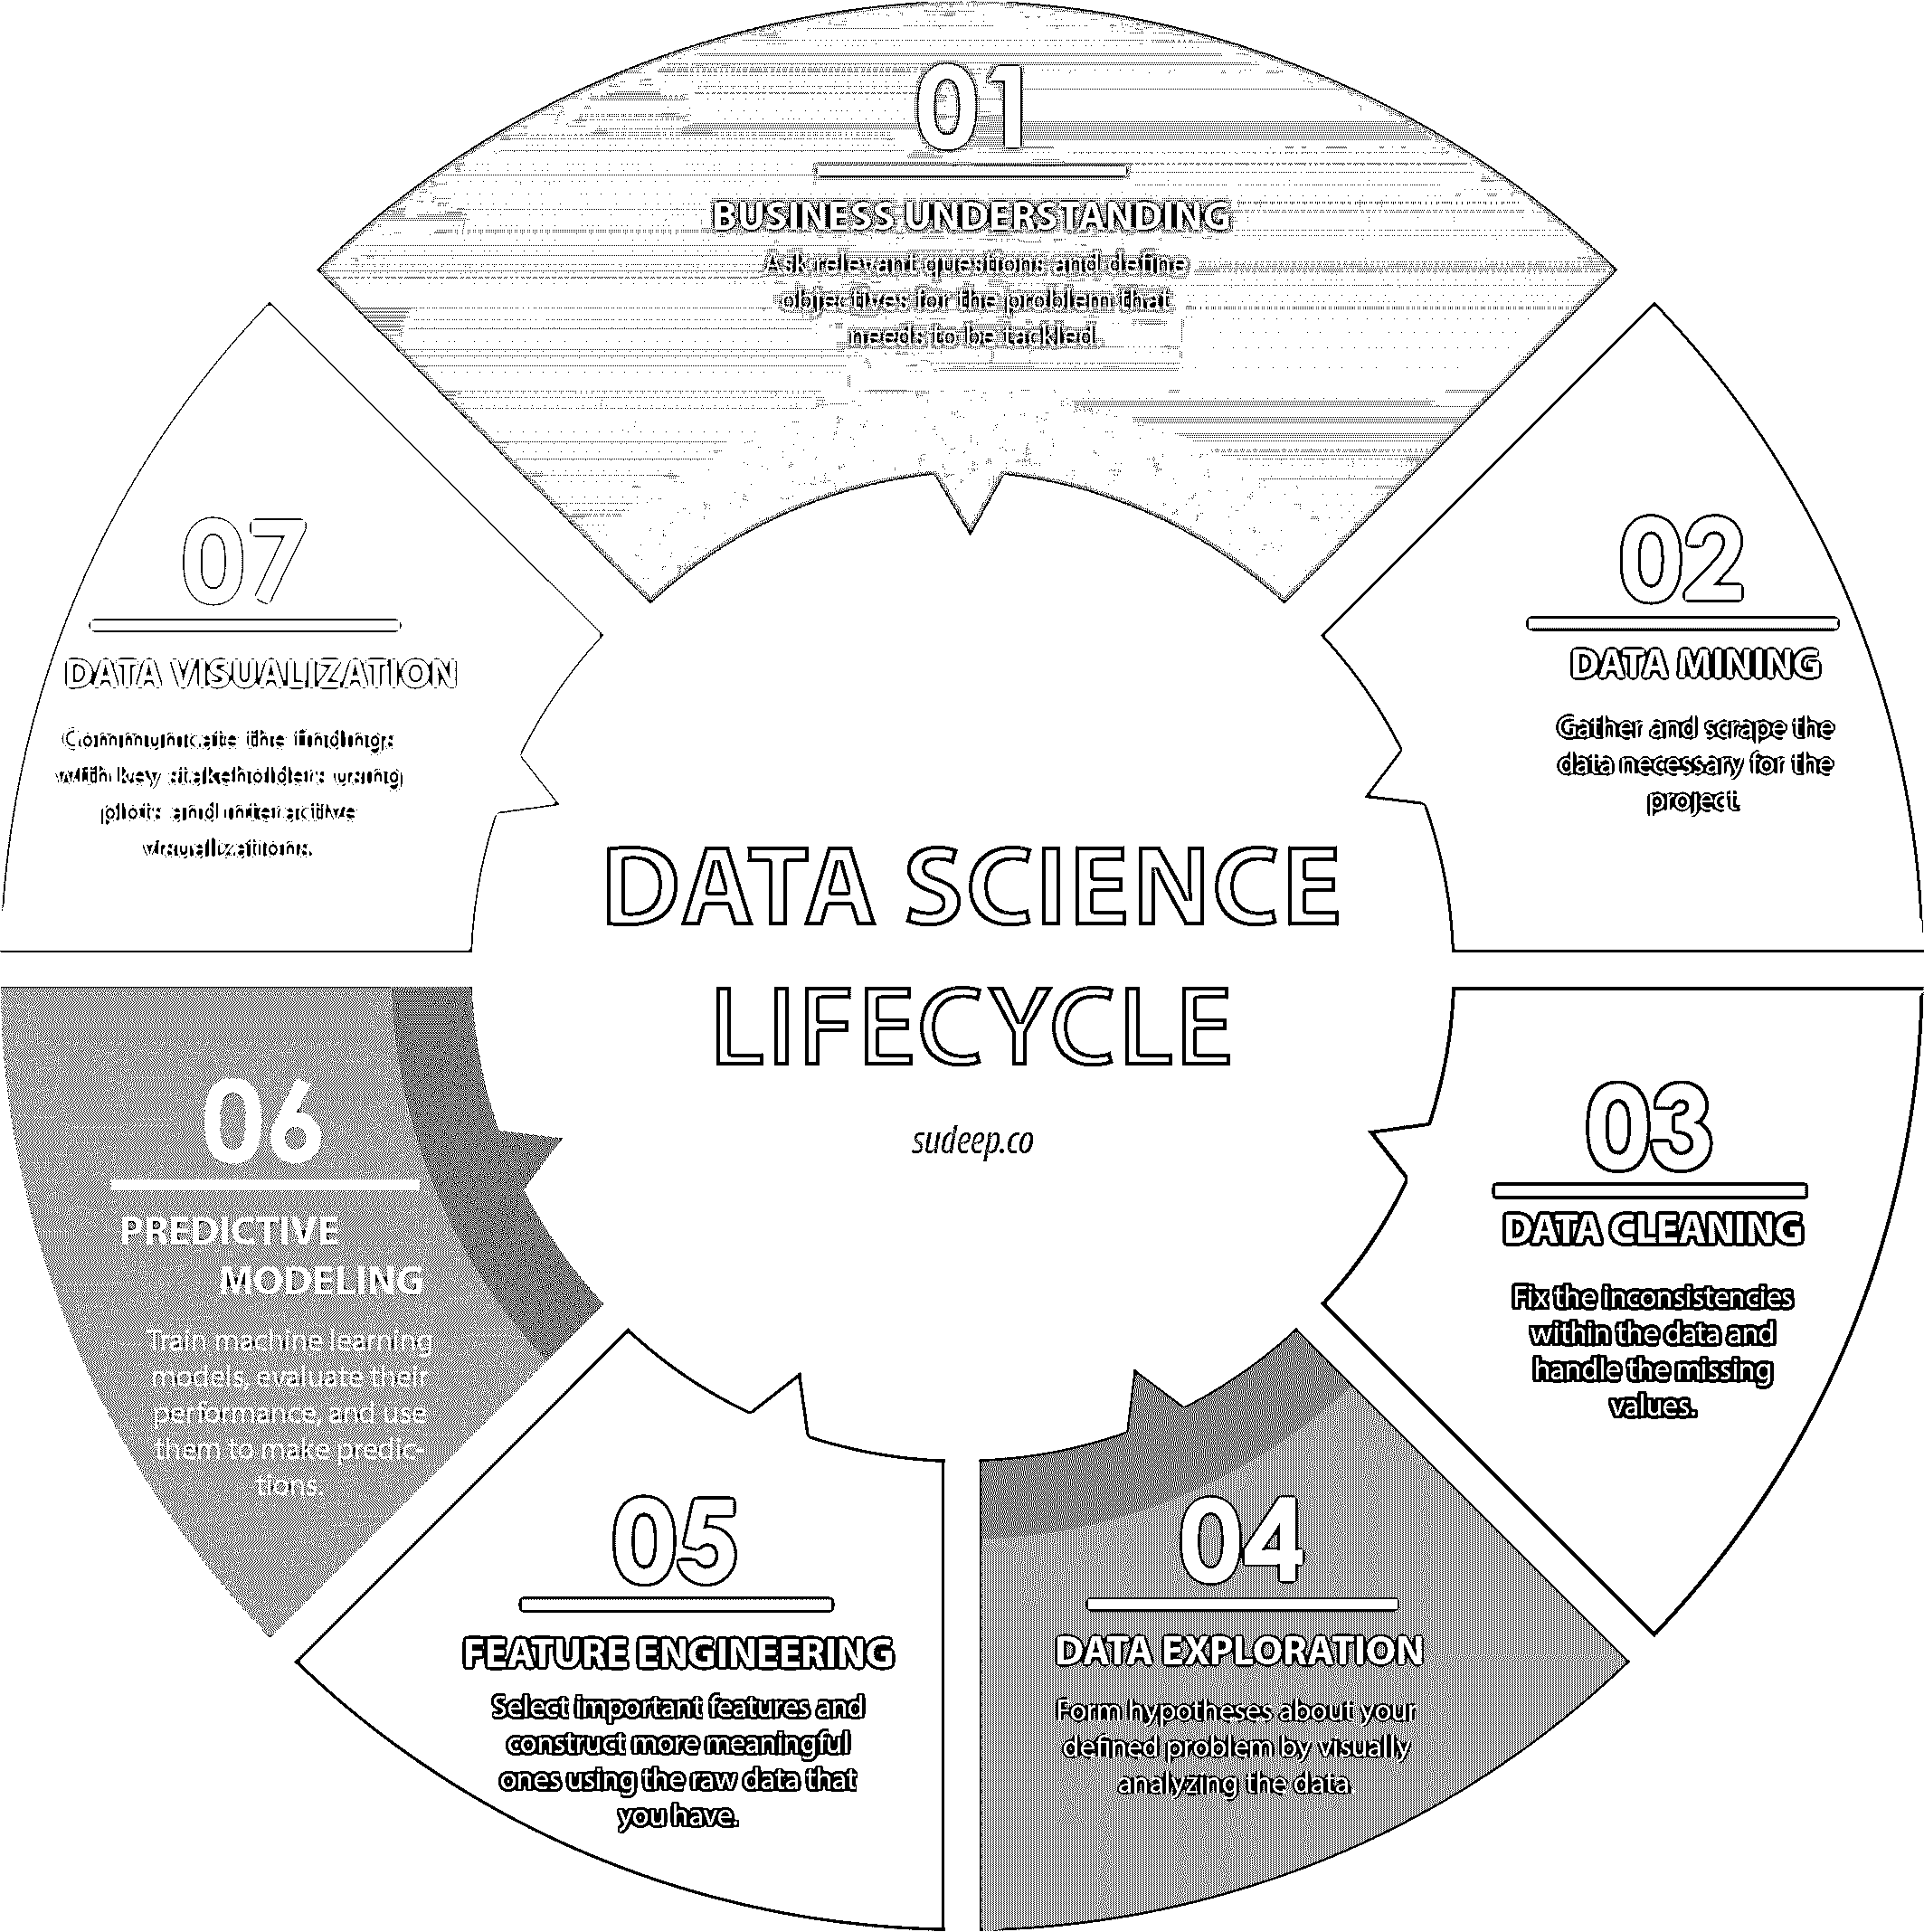 01
BUSINESS UNDERSTANDING
Ask relevant questions and define
objectives for the problem that
needs to be tackled.
02
DATA MINING
Gather and scrape the
data necessary for the
project.
03
DATA CLEANING
Fix the inconsistencies
within the data and
handle the missing
values.
04
DATA EXPLORATION
Form hypotheses about your
defined problem by visually
analyzing the data.
05
FEATURE ENGINEERING
Select important features and
construct more meaningful
ones using the raw data that
you have.
06
PREDICTIVE
MODELING
Train machine learning
models, evaluate their
performance, and use
them to make predic-
tions.
07
DATA VISUALIZATION
Communicate the findings
with key stakeholders using
plots and interactive
visualizations.
DATA SCIENCE
LIFECYCLE
sudeep.co